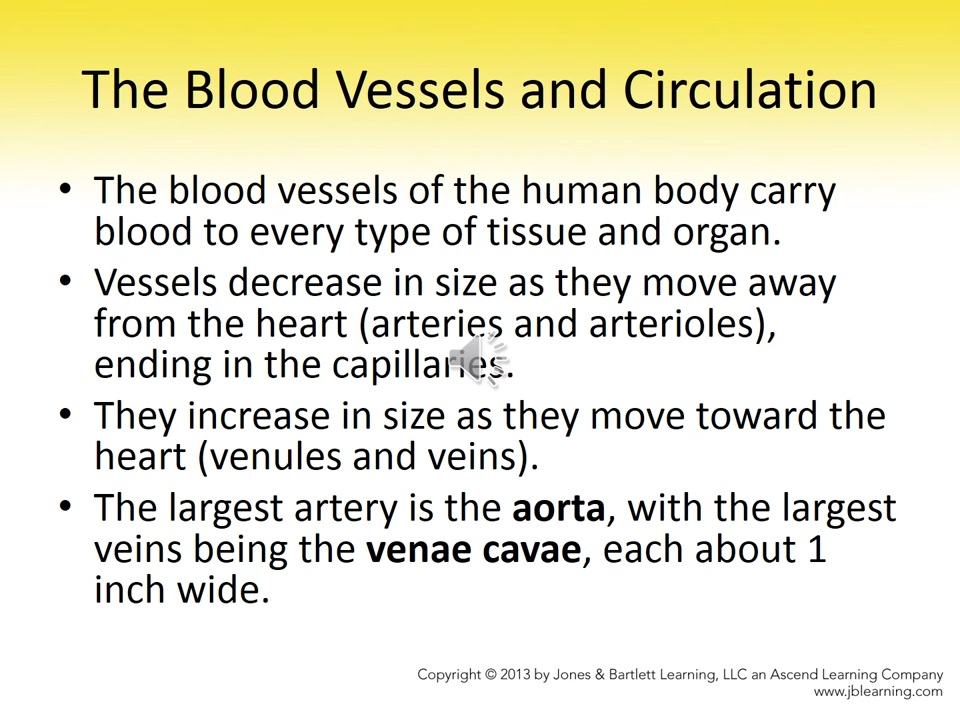 The Blood Vessels and Circulation
• The blood vessels of the human body carry
blood to every type of tissue and organ.
• Vessels decrease in size as they move away
from the heart (arteries and arterioles),
ending in the capillaries.
• They increase in size as they move toward the
heart (venules and veins).
• The largest artery is the aorta, with the largest
veins being the venae cavae, each about 1
inch wide.
Copyright © 2013 by Jones & Bartlett Learning, LLC an Ascend Learning Company
www.jblearning.com